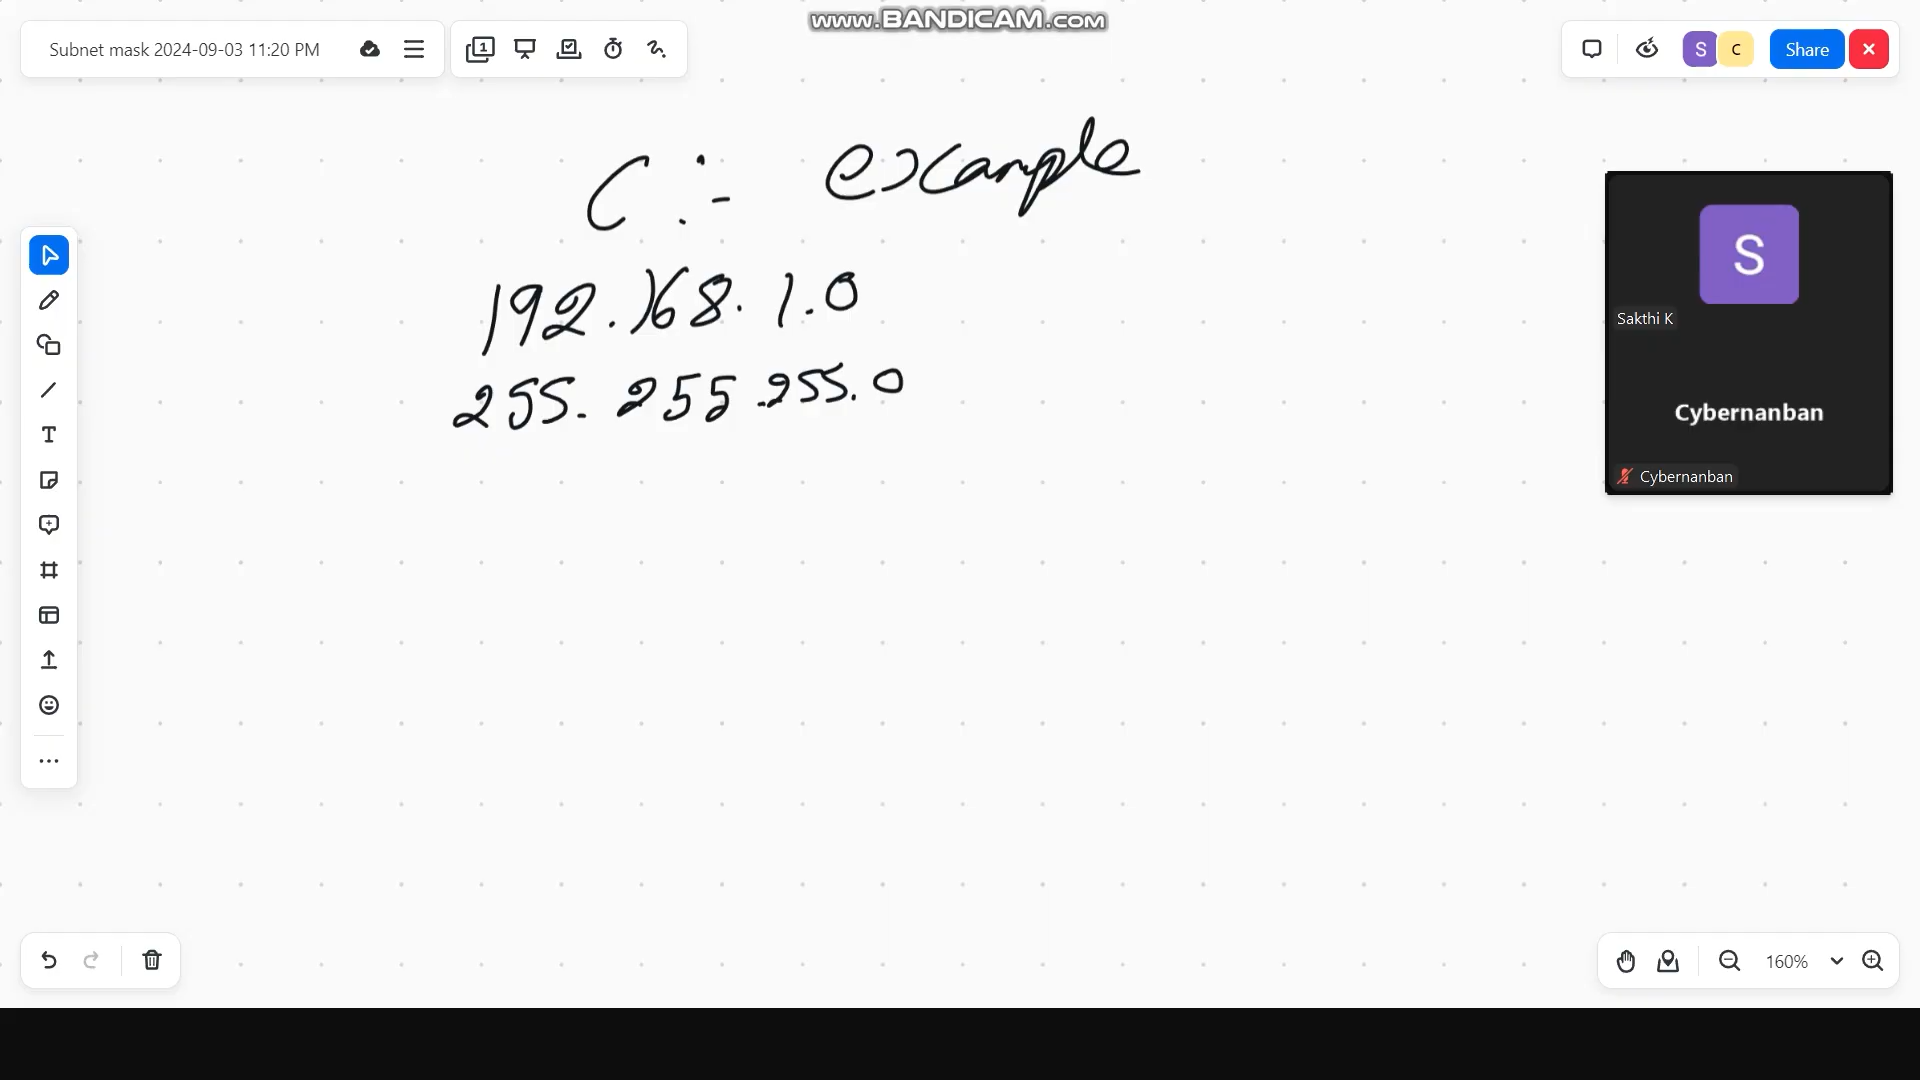 www.BANDICAM.com
Subnet mask 2024-09-03 11:20 PM
1
S
C
Share
C :- example
192.168.1.0
255.255.255.0
S
Sakthi K
Cybernanban
Cybernanban
T
160%